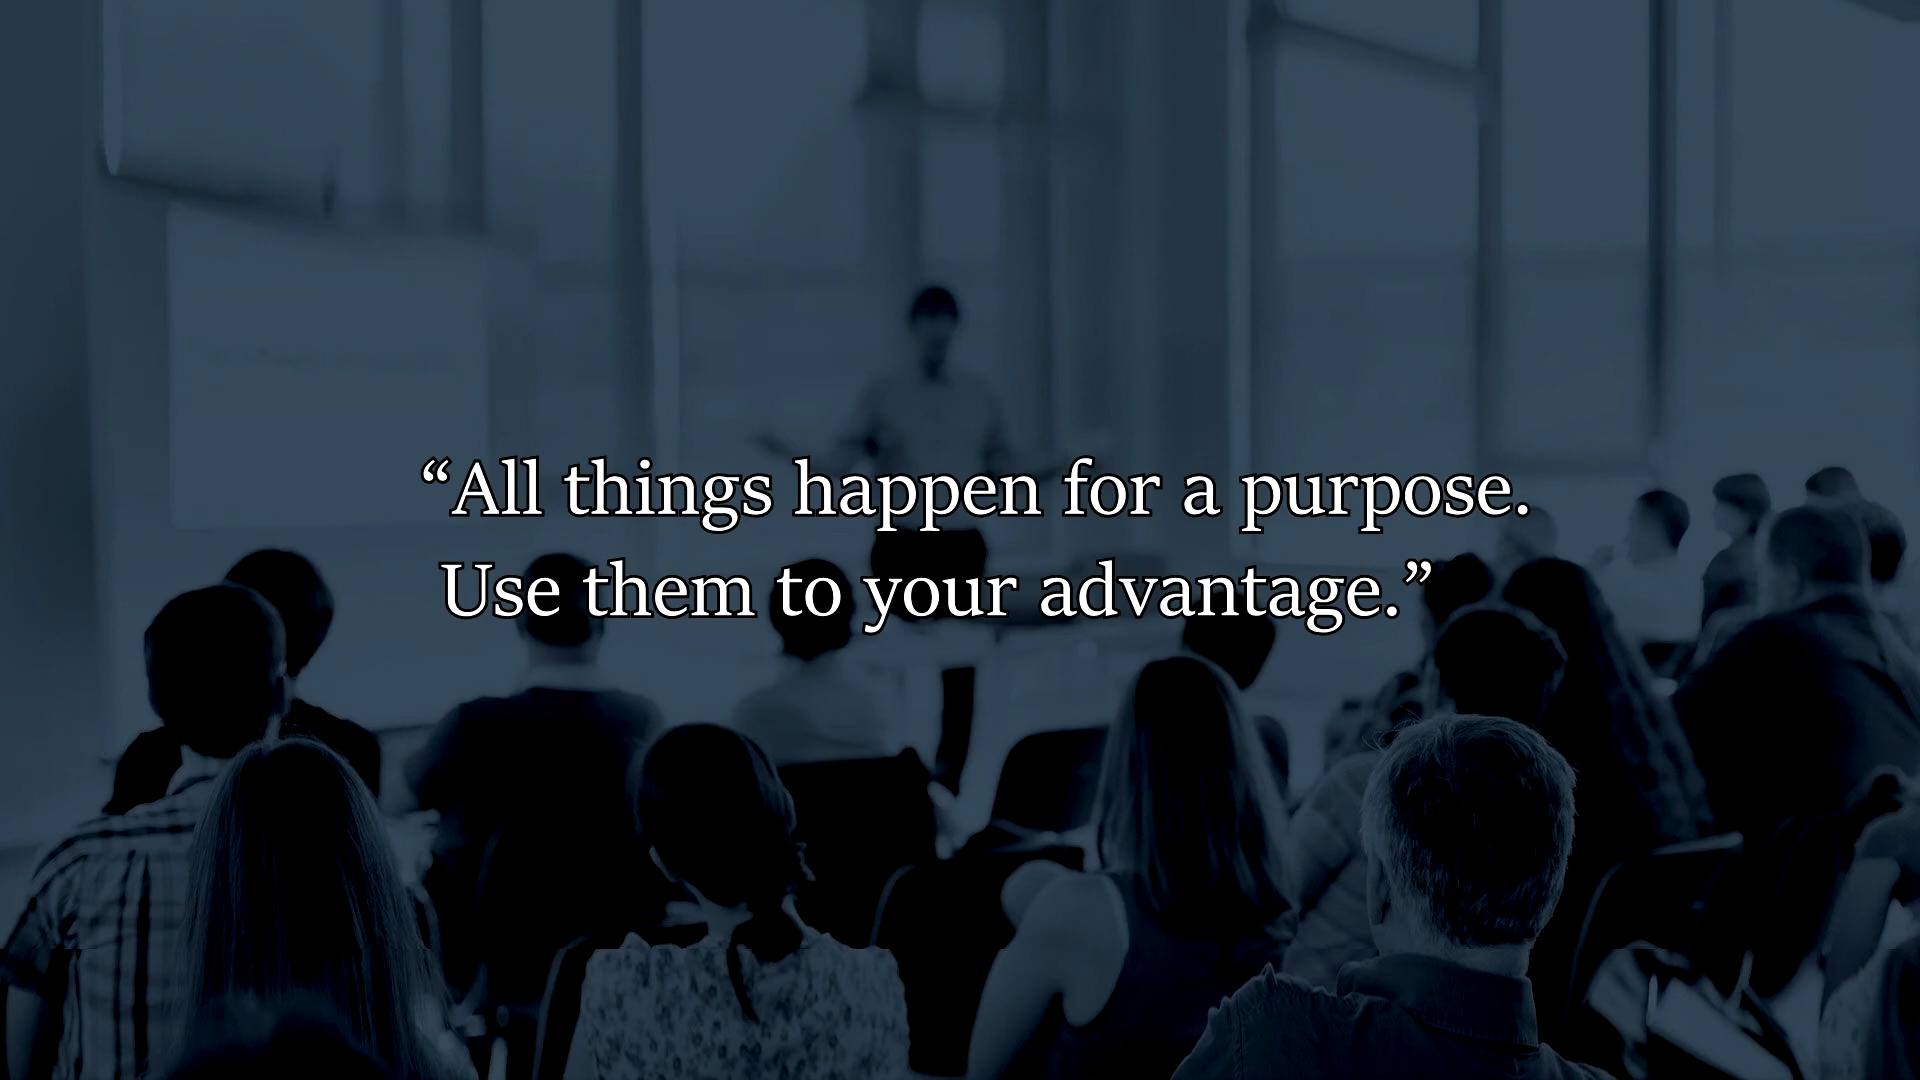 “All things happen for a purpose.
Use them to your advantage.”